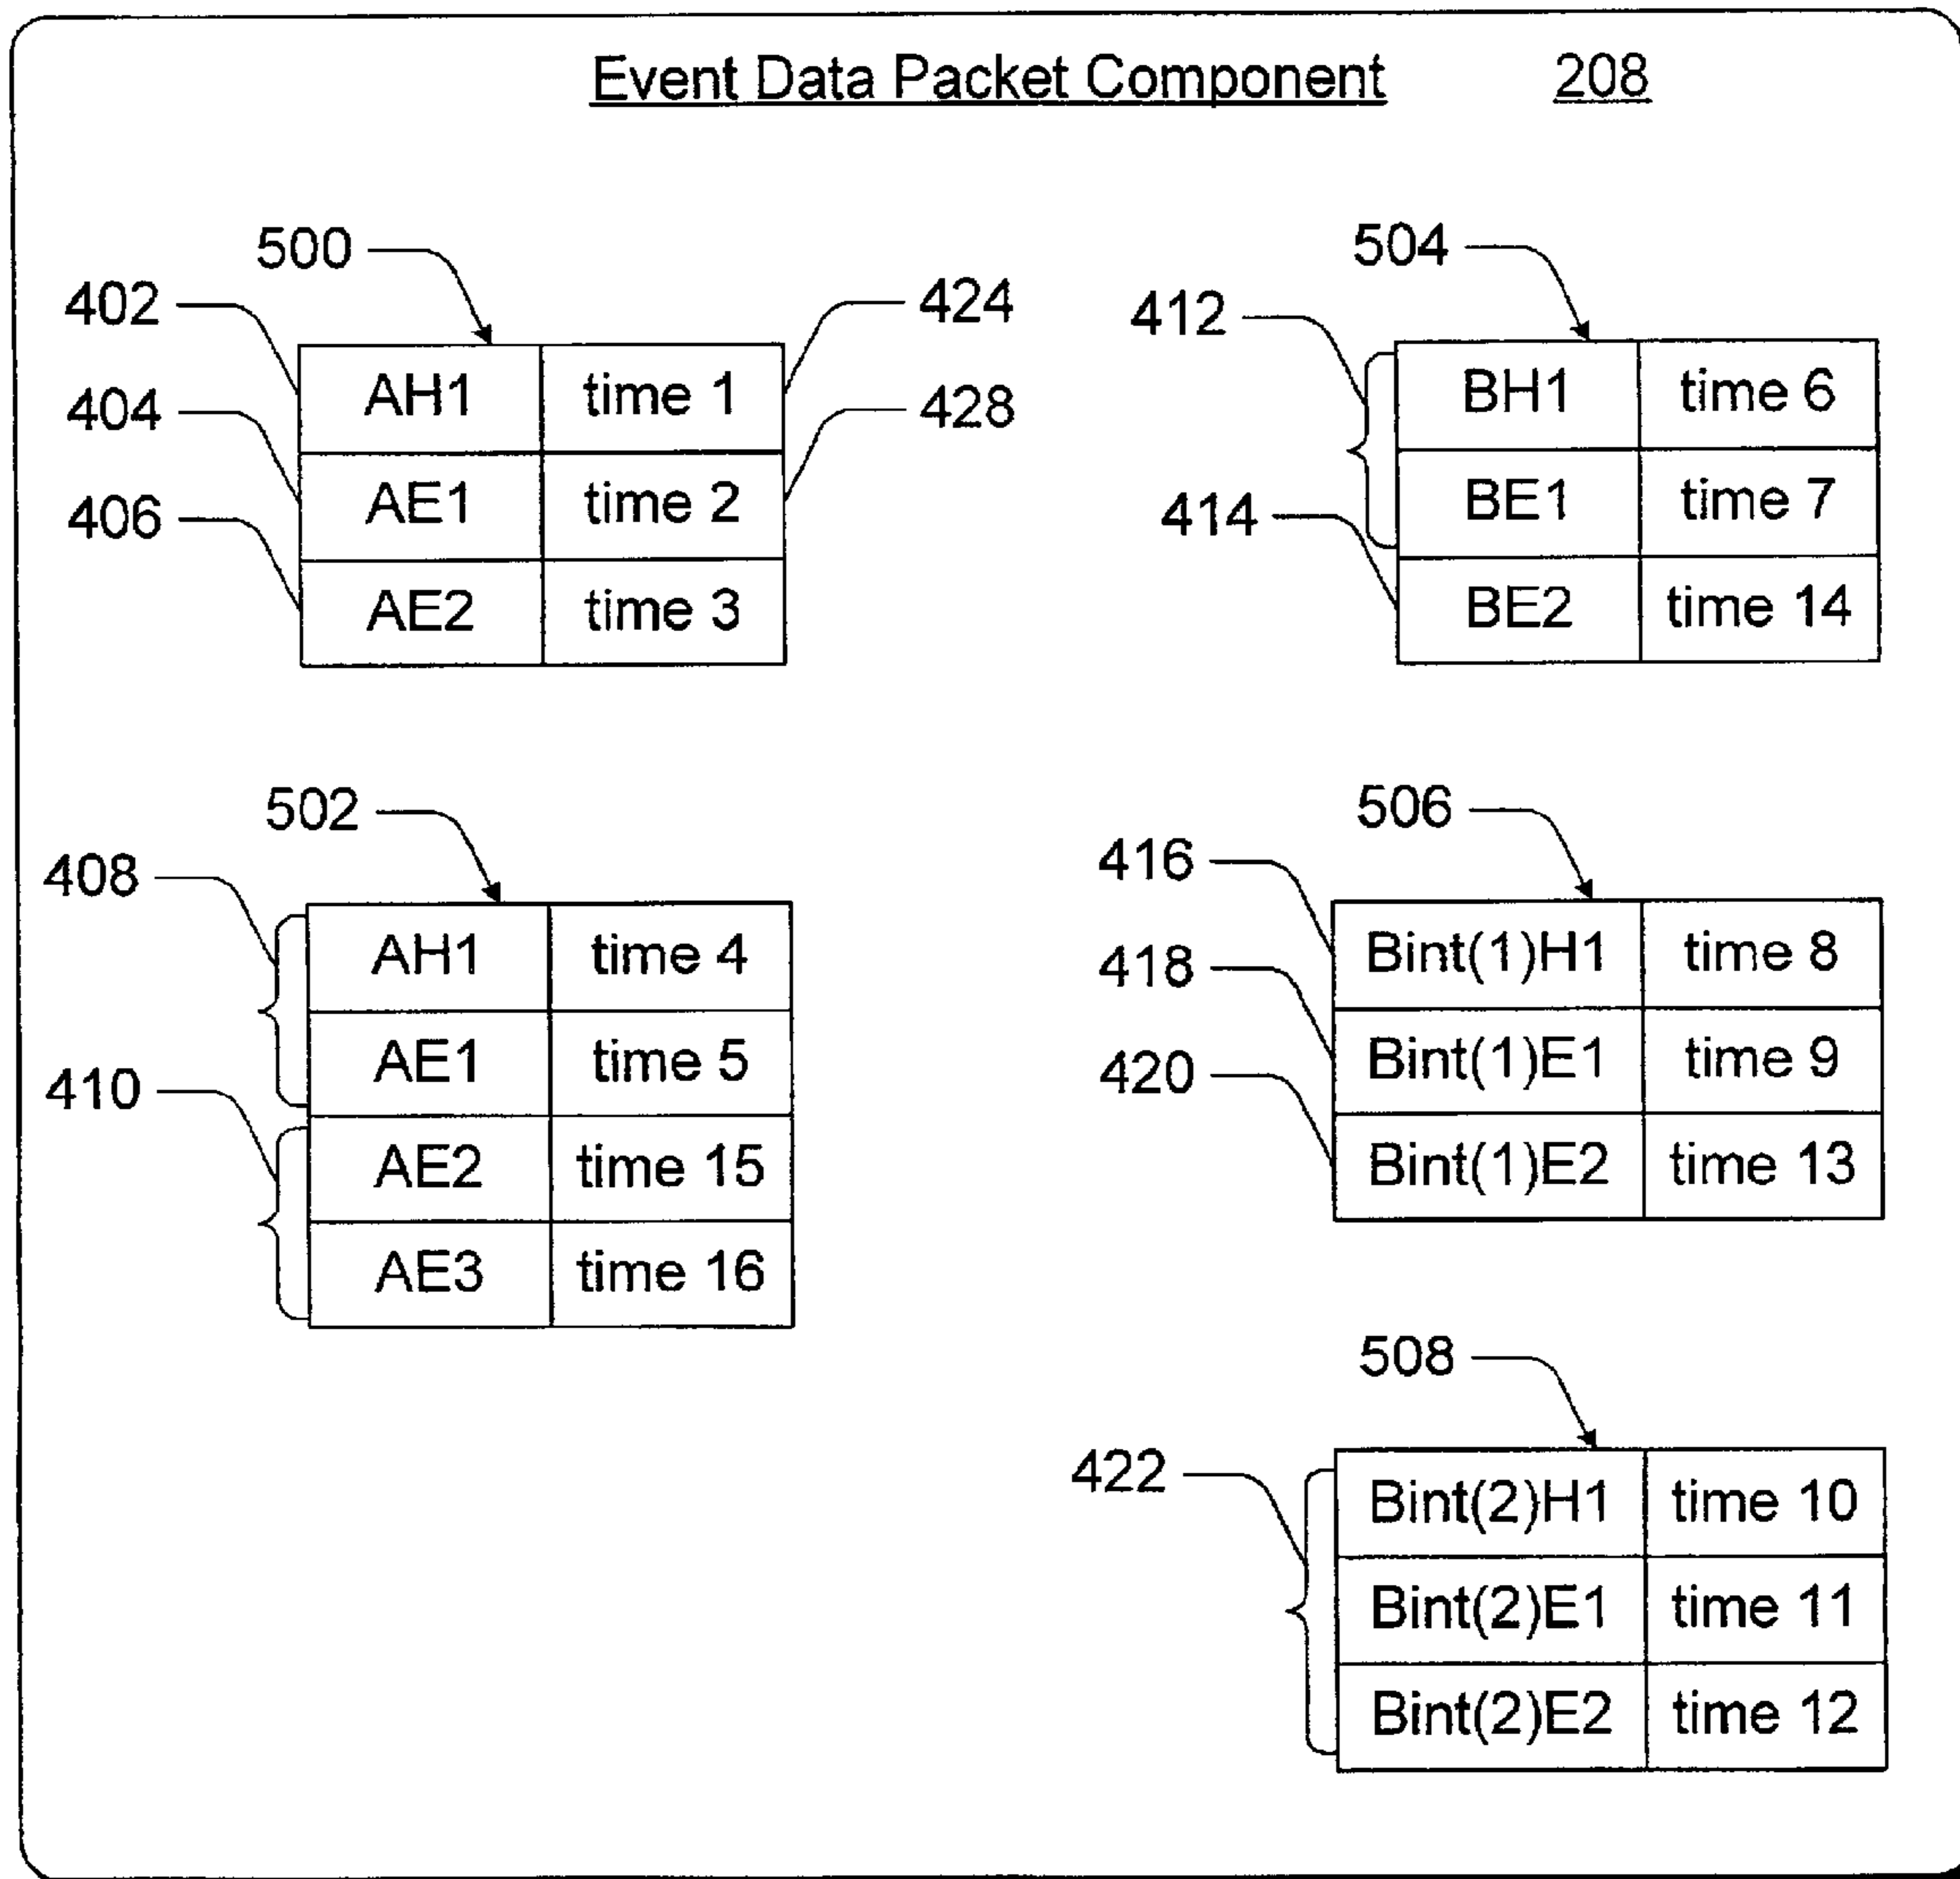 Event Data Packet Component 208
500
402
404
406
424
428
AH1 time 1
AE1 time 2
AE2 time 3
504
412
414
BH1 time 6
BE1 time 7
BE2 time 14
502
408
410
AH1 time 4
AE1 time 5
AE2 time 15
AE3 time 16
506
416
418
420
Bint(1)H1 time 8
Bint(1)E1 time 9
Bint(1)E2 time 13
508
422
Bint(2)H1 time 10
Bint(2)E1 time 11
Bint(2)E2 time 12